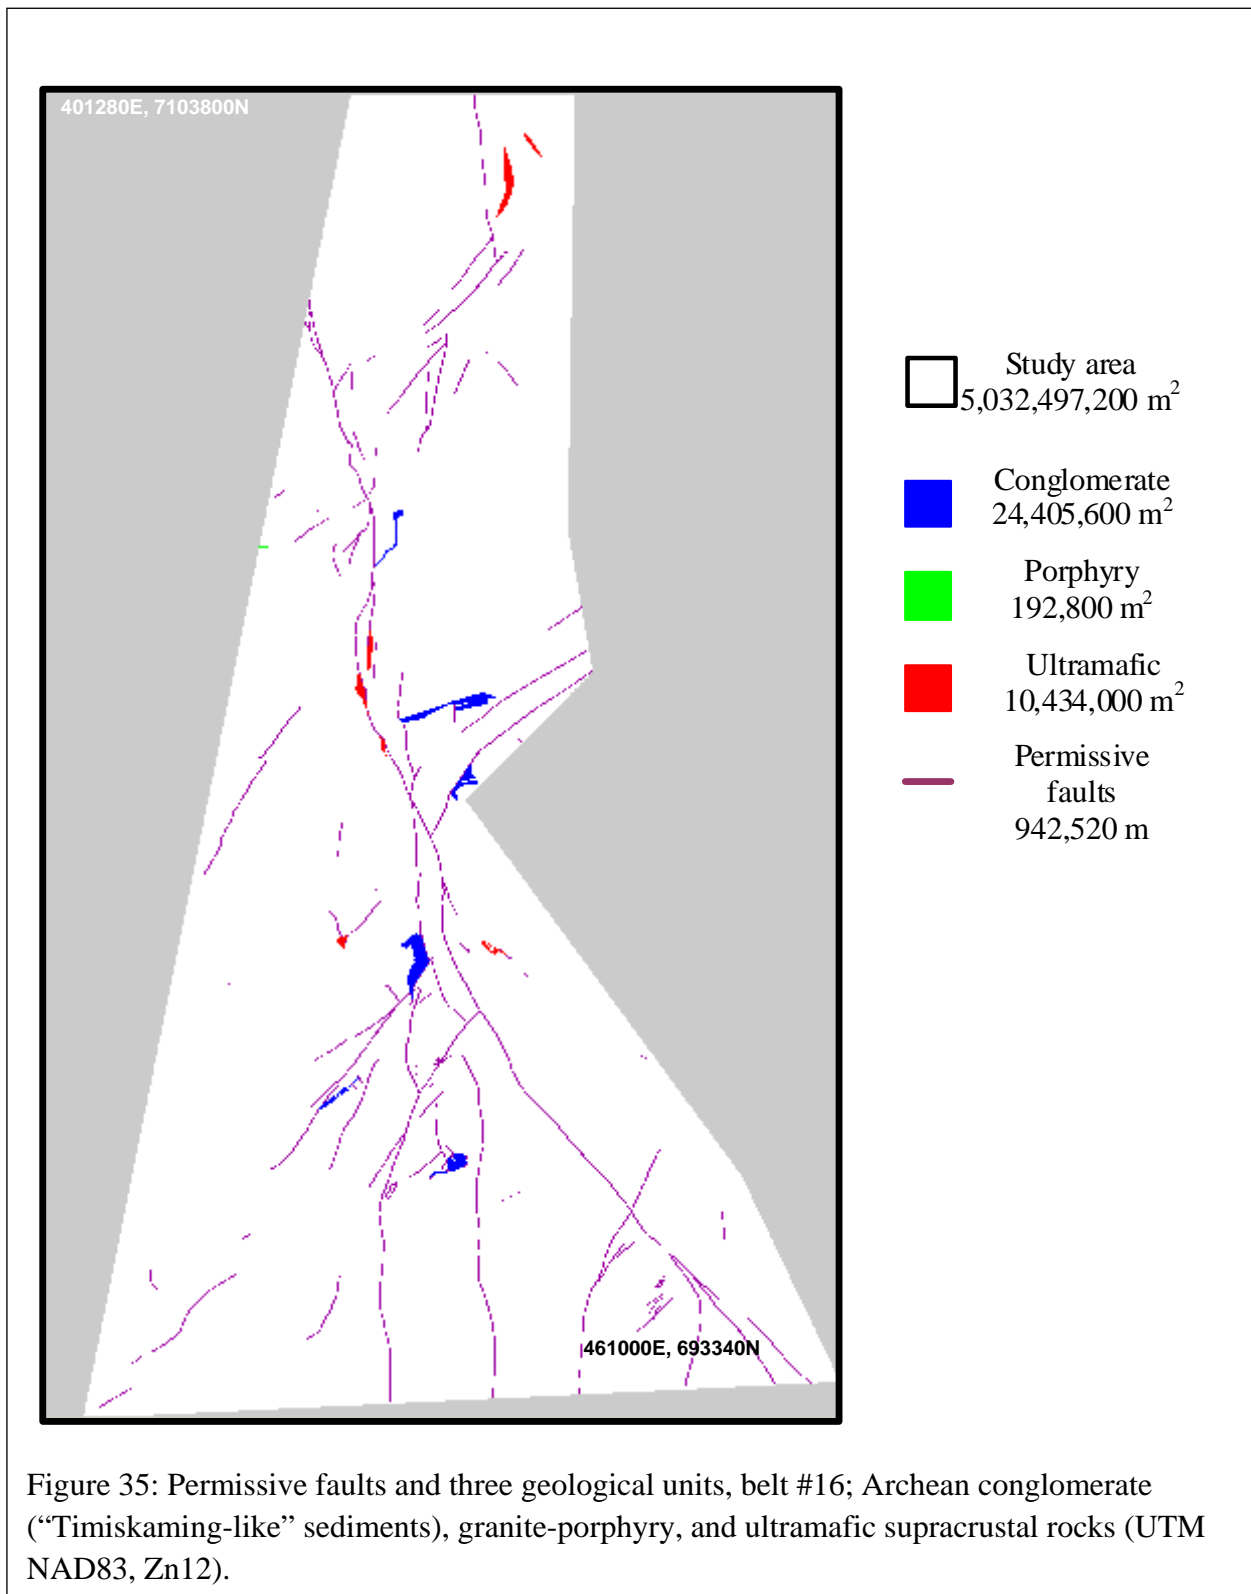 401280E, 7103800N
Study area
5,032,497,200 m²
Conglomerate
24,405,600 m²
Porphyry
192,800 m²
Ultramafic
10,434,000 m²
Permissive
faults
942,520 m
461000E, 693340N
Figure 35: Permissive faults and three geological units, belt #16; Archean conglomerate
(“Timiskaming-like” sediments), granite-porphyry, and ultramafic supracrustal rocks (UTM
NAD83, Zn12).